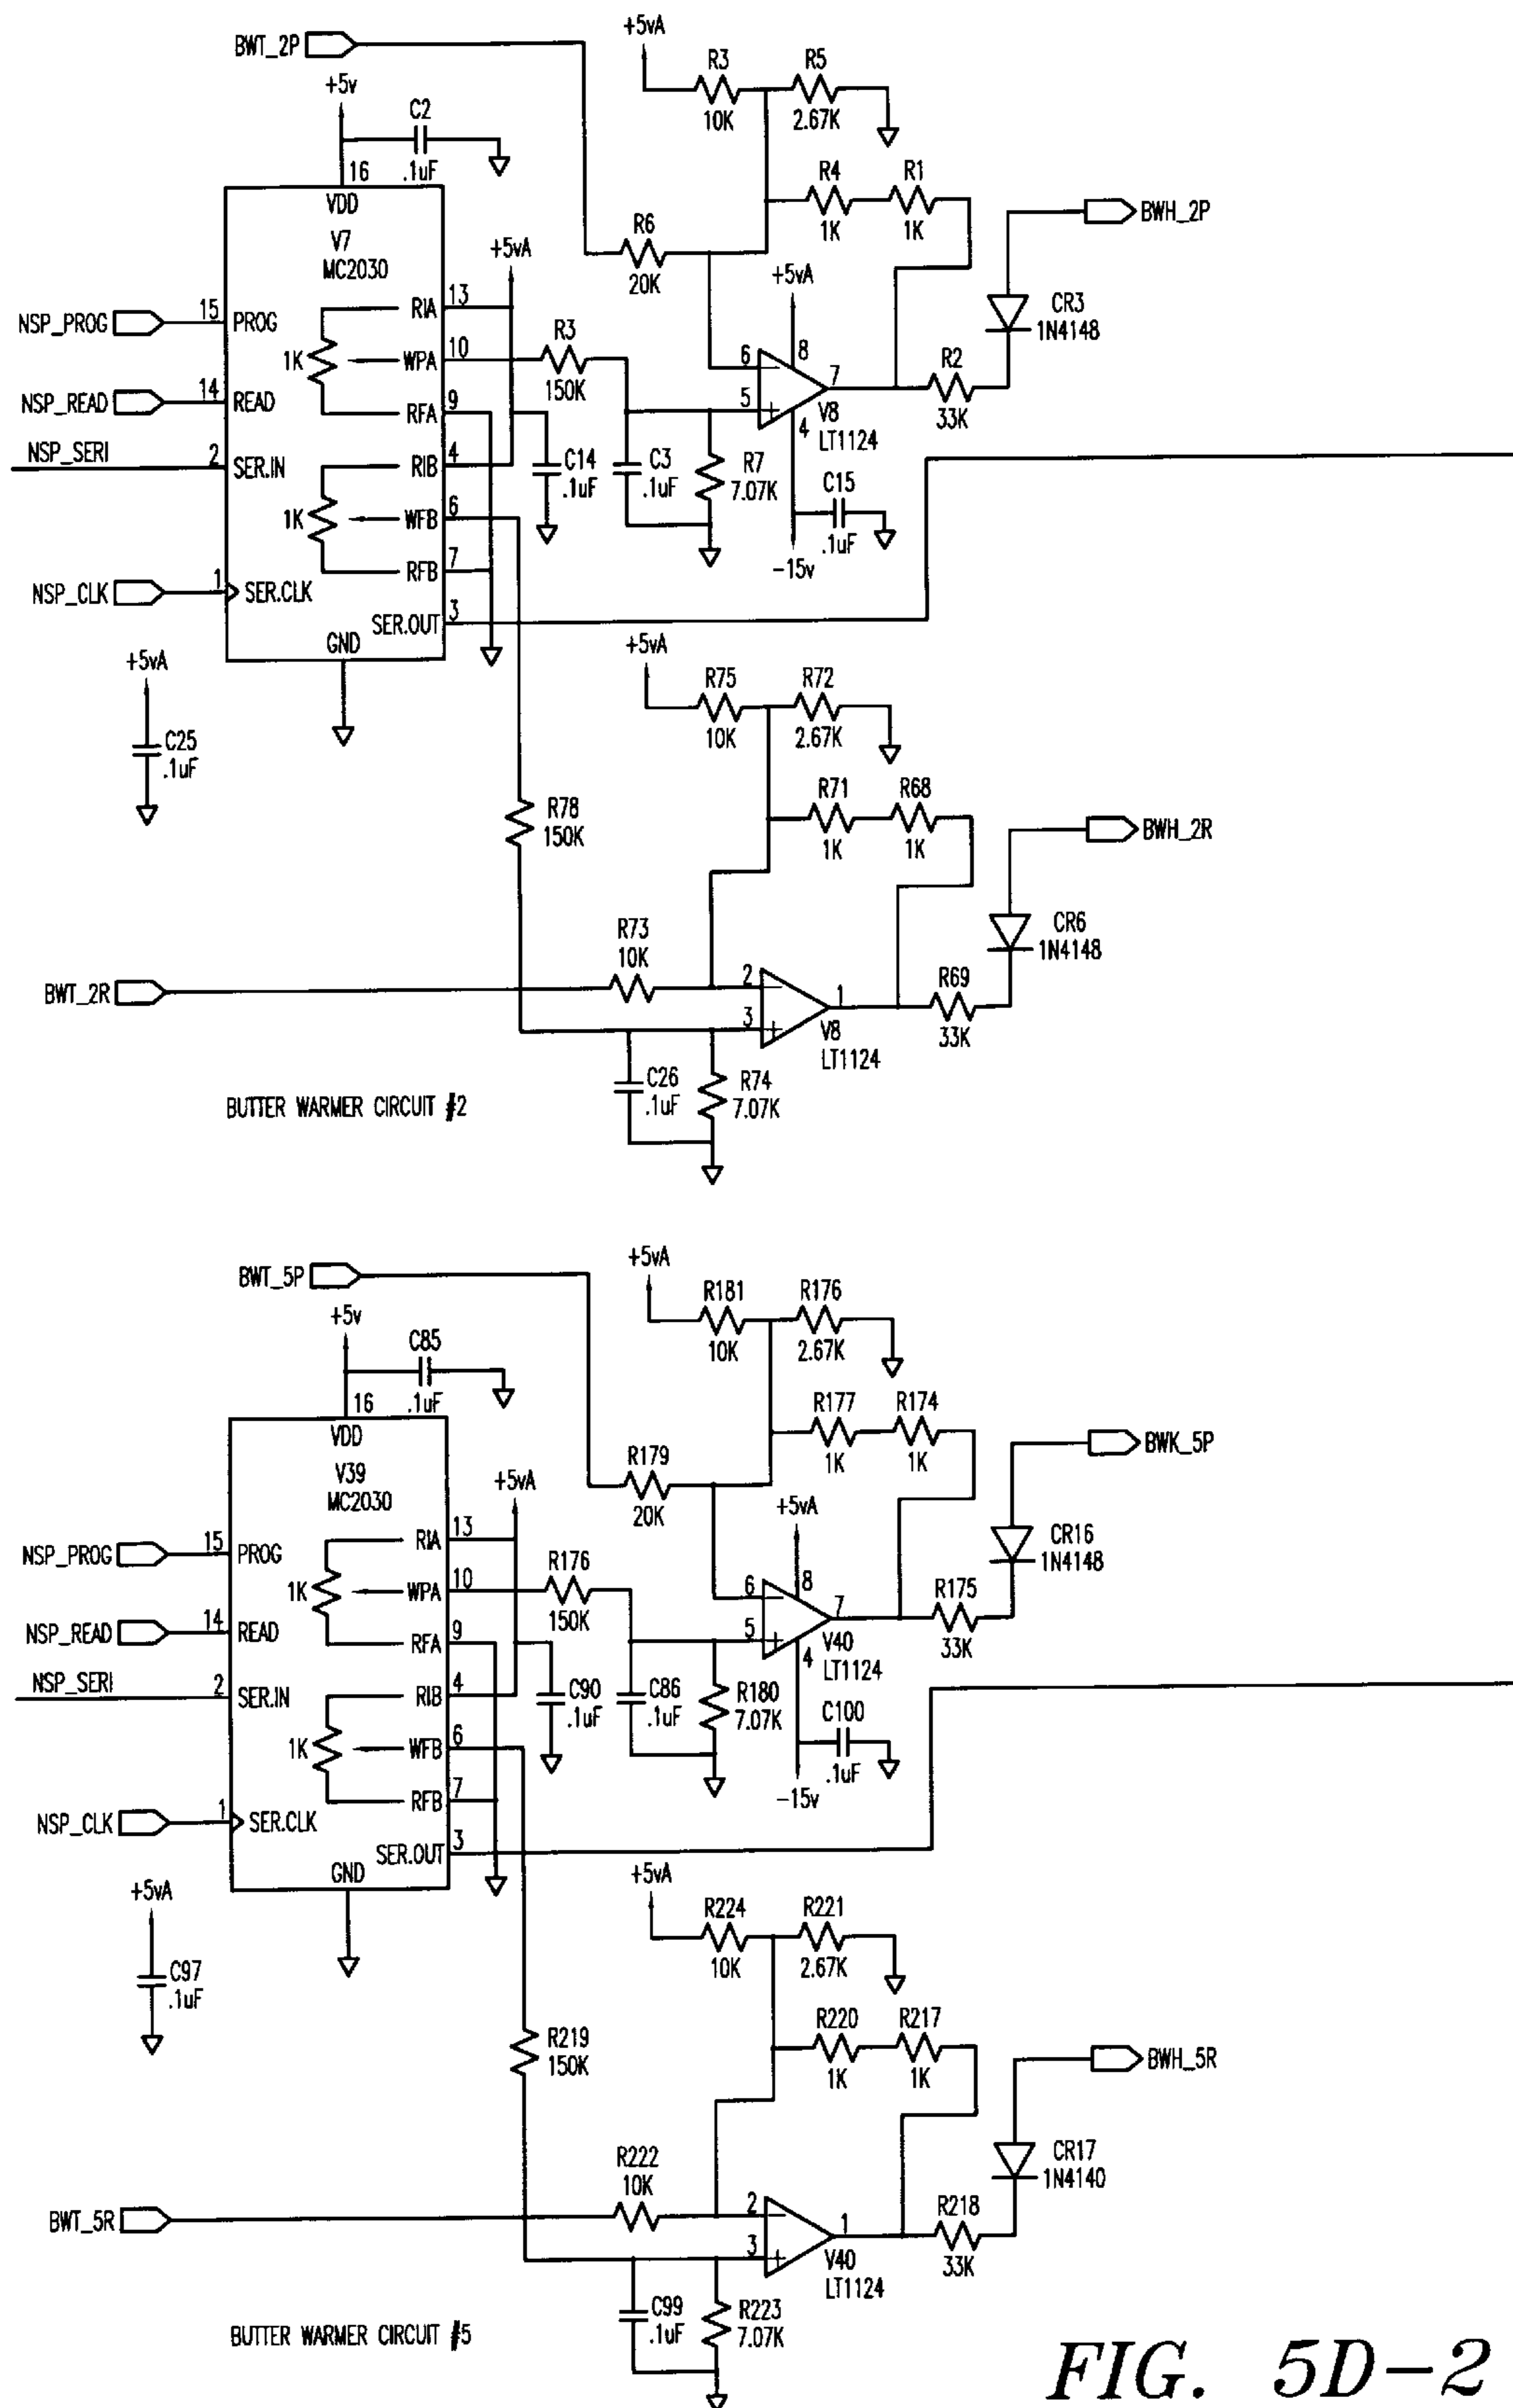 BWT_2P
+5vA
R3
R5
10K
2.67K
+5v
C2
.1uF
16
VDD
V7
MC2030
R4
R1
1K
1K
BWH_2P
R6
20K
+5vA
+5vA
CR3
1N4148
NSP_PROG
15
PROG
RIA
13
1K
WPA
10
R3
150K
6
8
7
R2
33K
NSP_READ
14
READ
RFA
9
5
4
V8
LT1124
NSP_SERI
2
SER.IN
RIB
4
C14
.1uF
C3
.1uF
R7
7.07K
C15
.1uF
1K
WFB
6
-15v
NSP_CLK
1
SER.CLK
RFB
7
SER.OUT
3
GND
+5vA
C25
.1uF
+5vA
R75
R72
10K
2.67K
R78
150K
R71
R68
1K
1K
BWH_2R
CR6
1N4148
BWT_2R
R73
10K
2
3
1
V8
LT1124
R69
33K
C26
.1uF
R74
7.07K
BUTTER WARMER CIRCUIT #2
BWT_5P
+5vA
R181
R176
10K
2.67K
+5v
C85
.1uF
16
VDD
V39
MC2030
R177
R174
1K
1K
BWK_5P
R179
20K
+5vA
+5vA
CR16
1N4148
NSP_PROG
15
PROG
RIA
13
1K
WPA
10
R176
150K
6
8
7
R175
33K
NSP_READ
14
READ
RFA
9
5
4
V40
LT1124
NSP_SERI
2
SER.IN
RIB
4
C90
.1uF
C86
.1uF
R180
7.07K
C100
.1uF
1K
WFB
6
-15v
NSP_CLK
1
SER.CLK
RFB
7
SER.OUT
3
GND
+5vA
C97
.1uF
+5vA
R224
R221
10K
2.67K
R219
150K
R220
R217
1K
1K
BWH_5R
CR17
1N4140
BWT_5R
R222
10K
2
3
1
V40
LT1124
R218
33K
C99
.1uF
R223
7.07K
BUTTER WARMER CIRCUIT #5
FIG. 5D-2